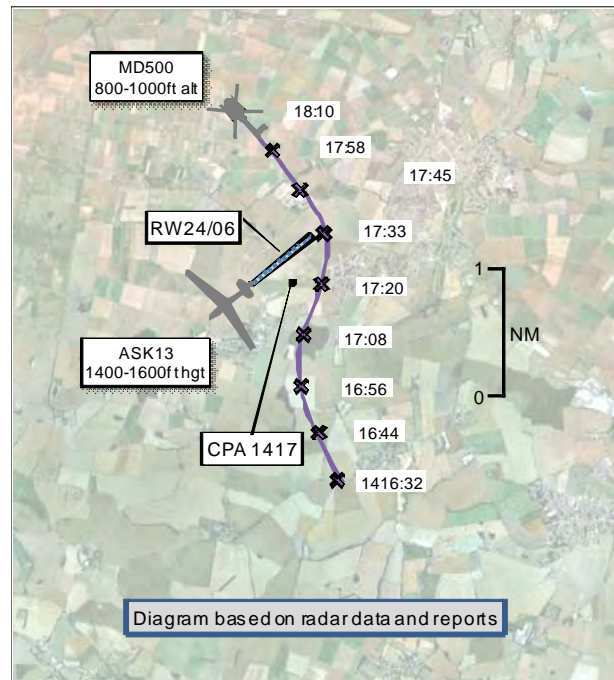 MD500
800-1000ft alt
18:10
17:58
17:45
RW24/06
17:33
1
17:20
NM
ASK13
1400-1600ft hgt
17:08
16:56
0
16:44
CPA 1417
1416:32
Diagram based on radar data and reports